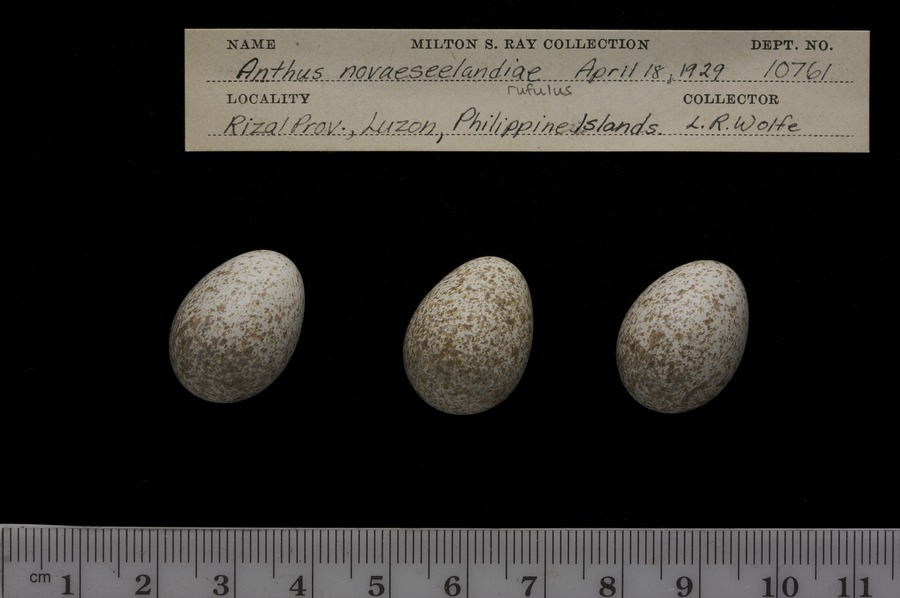 NAME MILTON S. RAY COLLECTION DEPT. NO.
Anthus novaeseelandiae April 18, 1929 10761
rufulus
LOCALITY COLLECTOR
Rizal Prov., Luzon, Philippine Islands. L.R. Wolfe
cm 1 2 3 4 5 6 7 8 9 10 11